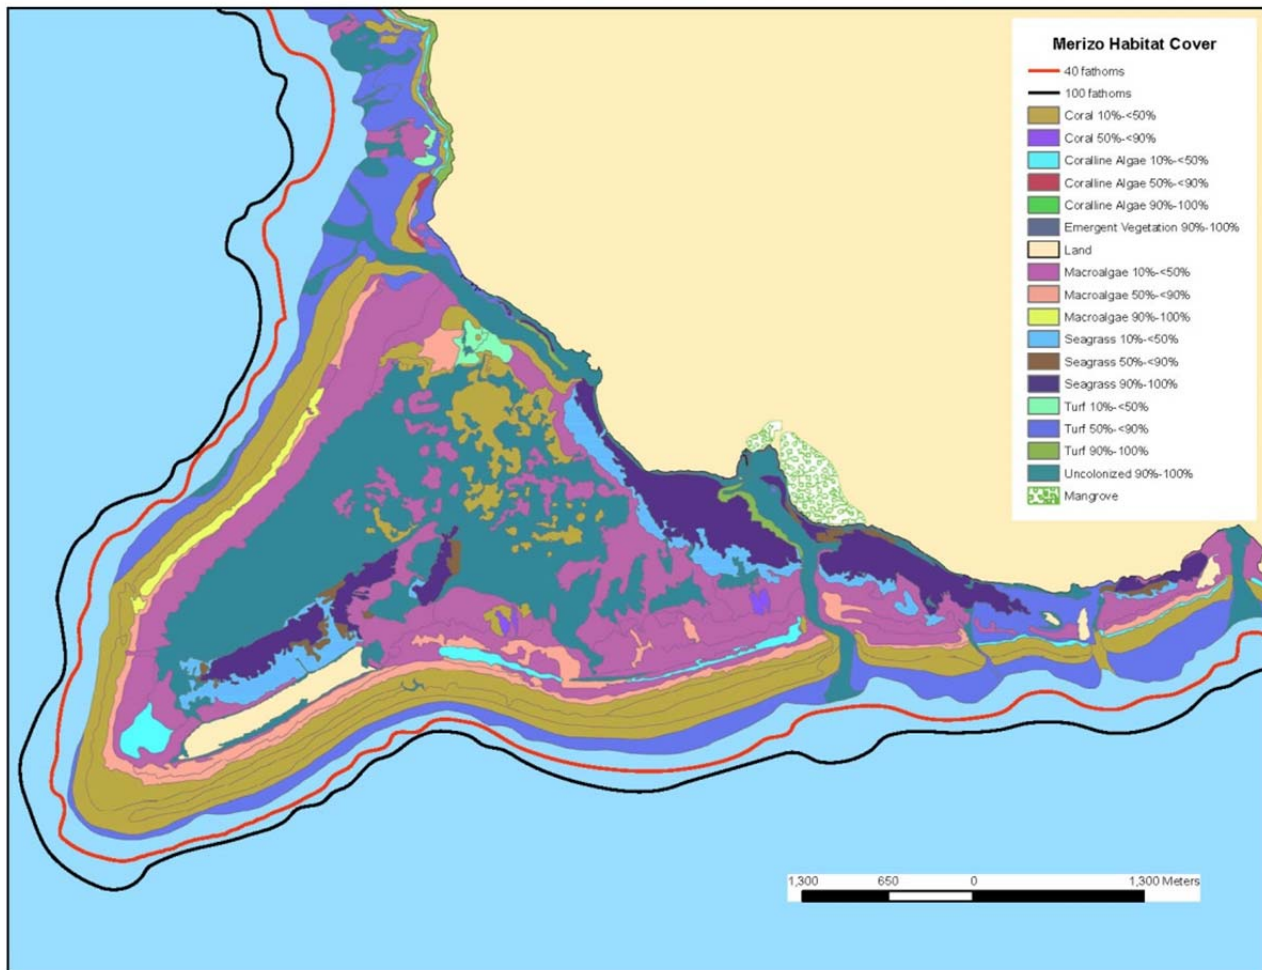 Merizo Habitat Cover
40 fathoms
100 fathoms
Coral 10%-<50%
Coral 50%-<90%
Coralline Algae 10%-<50%
Coralline Algae 50%-<90%
Coralline Algae 90%-100%
Emergent Vegetation 90%-100%
Land
Macroalgae 10%-<50%
Macroalgae 50%-<90%
Macroalgae 90%-100%
Seagrass 10%-<50%
Seagrass 50%-<90%
Seagrass 90%-100%
Turf 10%-<50%
Turf 50%-<90%
Turf 90%-100%
Uncolonized 90%-100%
Mangrove
1,300 650 0 1,300 Meters